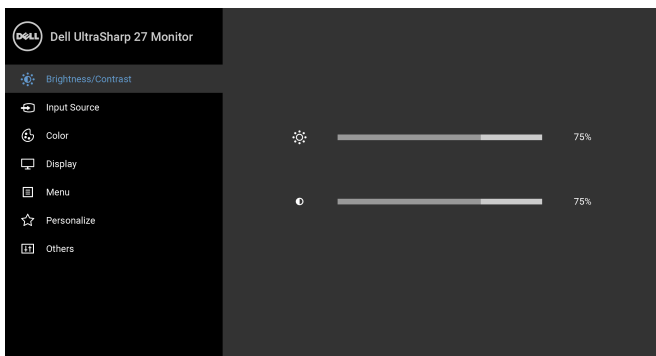 DELL Dell UltraSharp 27 Monitor
Brightness/Contrast
Input Source
Color
75%
Display
Menu
75%
Personalize
Others